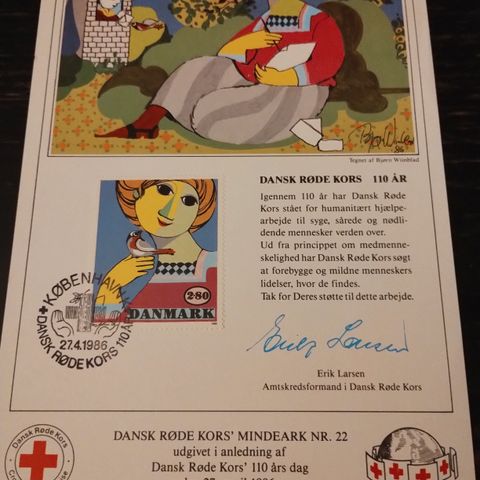 Bjørn Wiinblad 86
Tegnet af Bjørn Wiinblad
DANSK RØDE KORS 110 ÅR
Igennem 110 år har Dansk Røde
Kors stået for humanitært hjælpe-
arbejde til syge, sårede og nødli-
dende mennesker verden over.
Ud fra princippet om medmenne-
skelighed har Dansk Røde Kors søgt
at forebygge og mildne menneskers
lidelser, hvor de findes.
Tak for Deres støtte til dette arbejde.
2·80
DANMARK
KØBENHAVN
DANSK RØDE KORS 110 ÅR
27.4.1986
Erik Larsen
Erik Larsen
Amtskredsformand i Dansk Røde Kors
Dansk Røde Kors
DANSK RØDE KORS' MINDEARK NR. 22
udgivet i anledning af
Dansk Røde Kors' 110 års dag